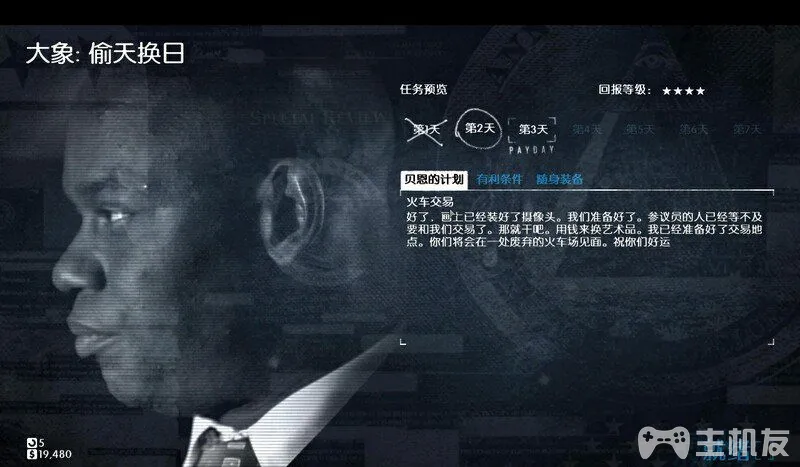 大象: 偷天换日
SPECIAL REVIEW
任务预览 回报等级: ★★★★
第1天 第2天 第3天 第4天 第5天 第6天 第7天
PAYDAY
贝恩的计划 有利条件 随身装备
火车交易
好了，画上已经装好了摄像头。我们准备好了。参议员的人已经等不及
要和我们交易了。那就干吧。用钱来换艺术品。我已经准备好了交易地
点。你们将会在一处废弃的火车场见面。祝你们好运
5
$19,480
主机友
就绪